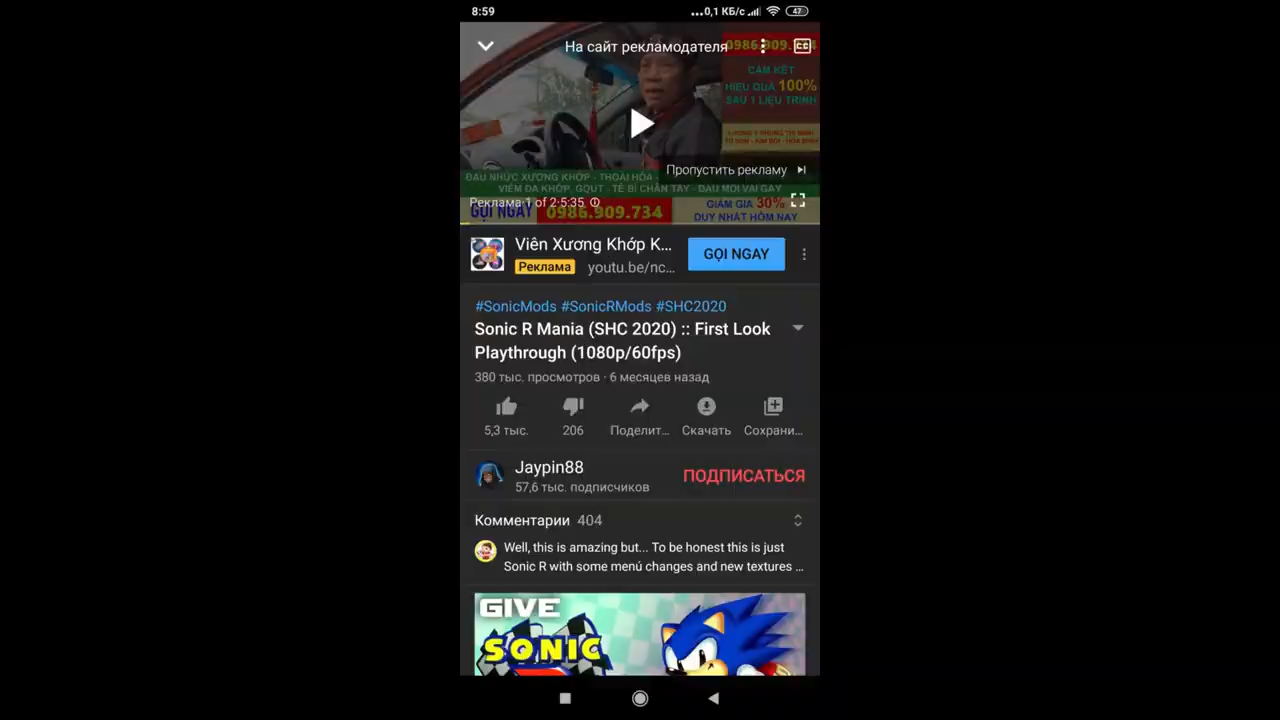 8:59
...0,1 КБ/с
47
На сайт рекламодателя
CC
CAM KẾT
HIỆU QUẢ 100%
SAU 1 LIỆU TRÌNH
Пропустить рекламу
ĐAU NHỨC XƯƠNG KHỚP - THOÁI HÓA -
VIÊM ĐA KHỚP, GOUT - TÊ BÌ CHÂN TAY - ĐAU MỎI VAI GÁY
Реклама 1 of 2·5:35
GỌI NGAY 0986.909.734
GIẢM GIÁ 30%
DUY NHẤT HÔM NAY
Viên Xương Khớp K...
Реклама youtu.be/nc...
GỌI NGAY
#SonicMods #SonicRMods #SHC2020
Sonic R Mania (SHC 2020) :: First Look
Playthrough (1080p/60fps)
380 тыс. просмотров · 6 месяцев назад
5,3 тыс. 206 Поделит... Скачать Сохрани...
Jaypin88
57,6 тыс. подписчиков
ПОДПИСАТЬСЯ
Комментарии 404
Well, this is amazing but... To be honest this is just
Sonic R with some menú changes and new textures ...
GIVE
SONIC